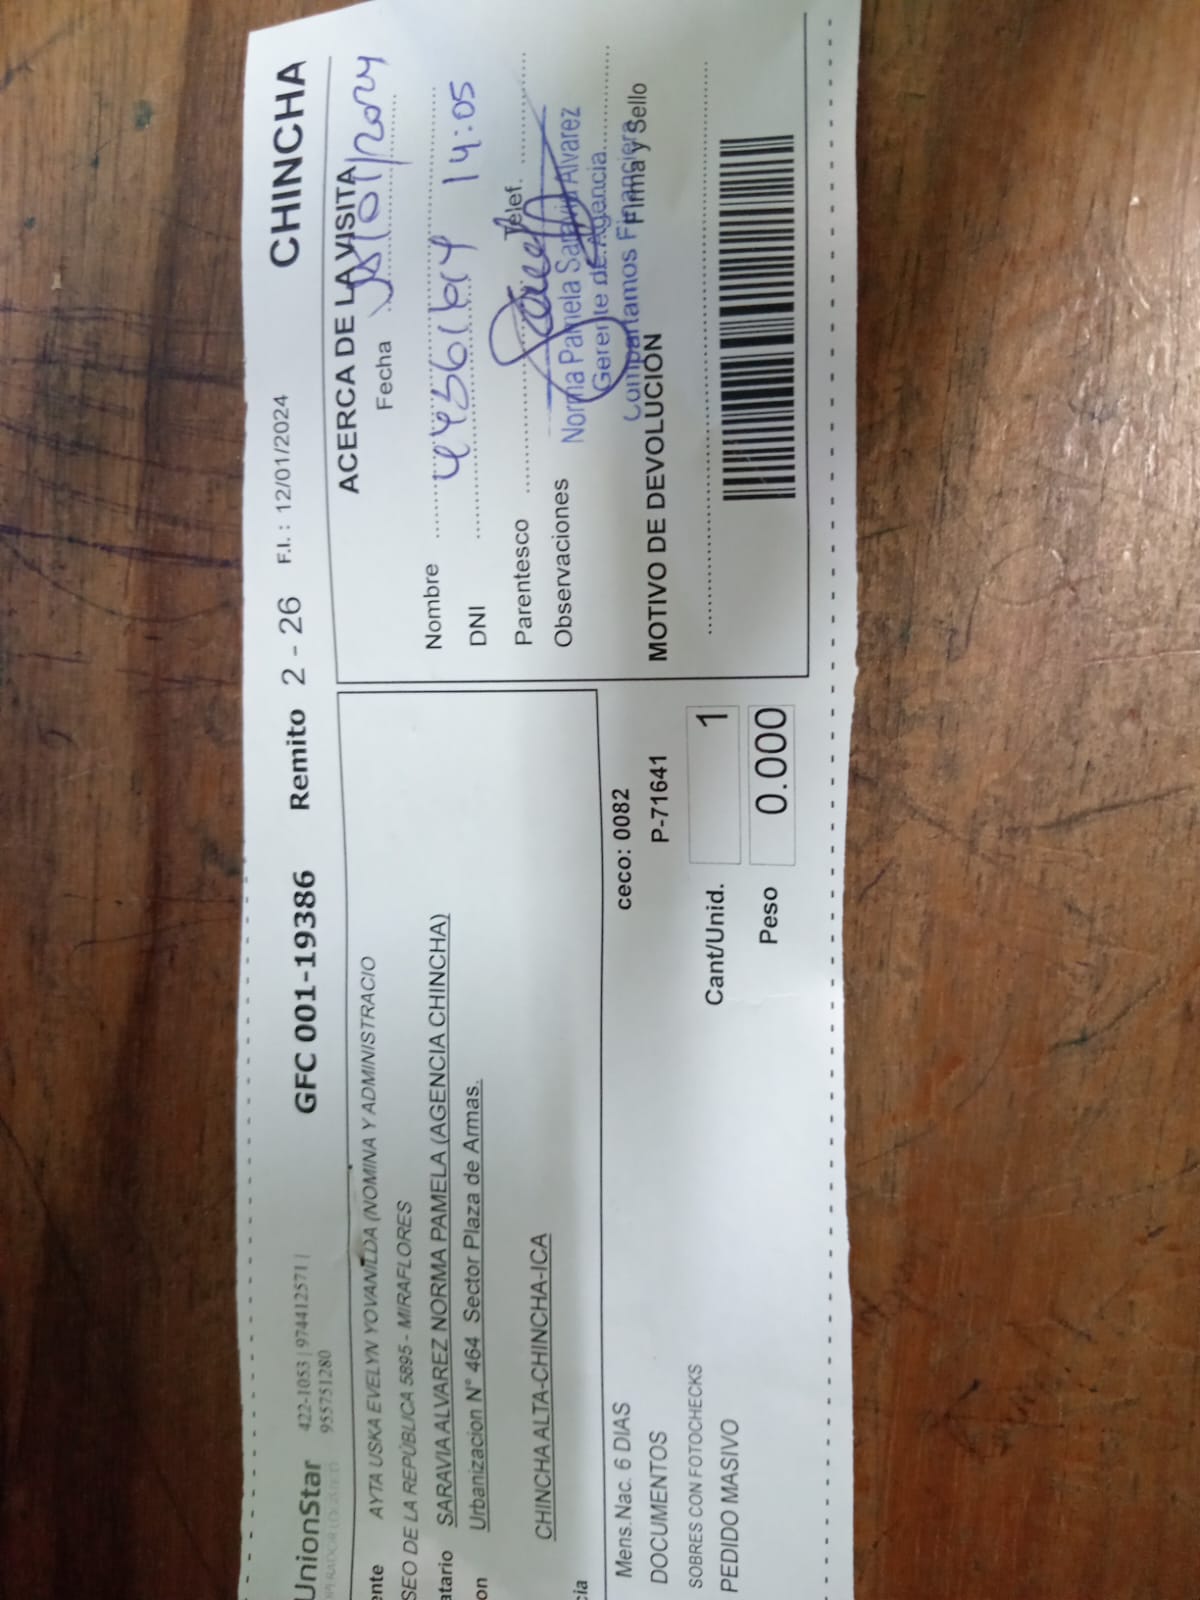 UnionStar 422-1053 | 974412571 |
955751280
GFC 001-19386 Remito 2 - 26 F.I. : 12/01/2024 CHINCHA
ente AYTA USKA EVELYN YOVANILDA (NOMINA Y ADMINISTRACIO
SEO DE LA REPÚBLICA 5895 - MIRAFLORES
atario SARAVIA ALVAREZ NORMA PAMELA (AGENCIA CHINCHA)
on Urbanizacion N° 464 Sector Plaza de Armas.
CHINCHA ALTA-CHINCHA-ICA
cia
Mens.Nac. 6 DIAS ceco: 0082
DOCUMENTOS P-71641
SOBRES CON FOTOCHECKS Cant/Unid. 1
PEDIDO MASIVO Peso 0.000
ACERCA DE LA VISITA
Fecha /01/2024
Nombre
DNI 14:05
Parentesco Telef.
Observaciones
Norma Pamela Saravia Alvarez
Gerente de Agencia
Compartamos Financiera
Firma y Sello
MOTIVO DE DEVOLUCION